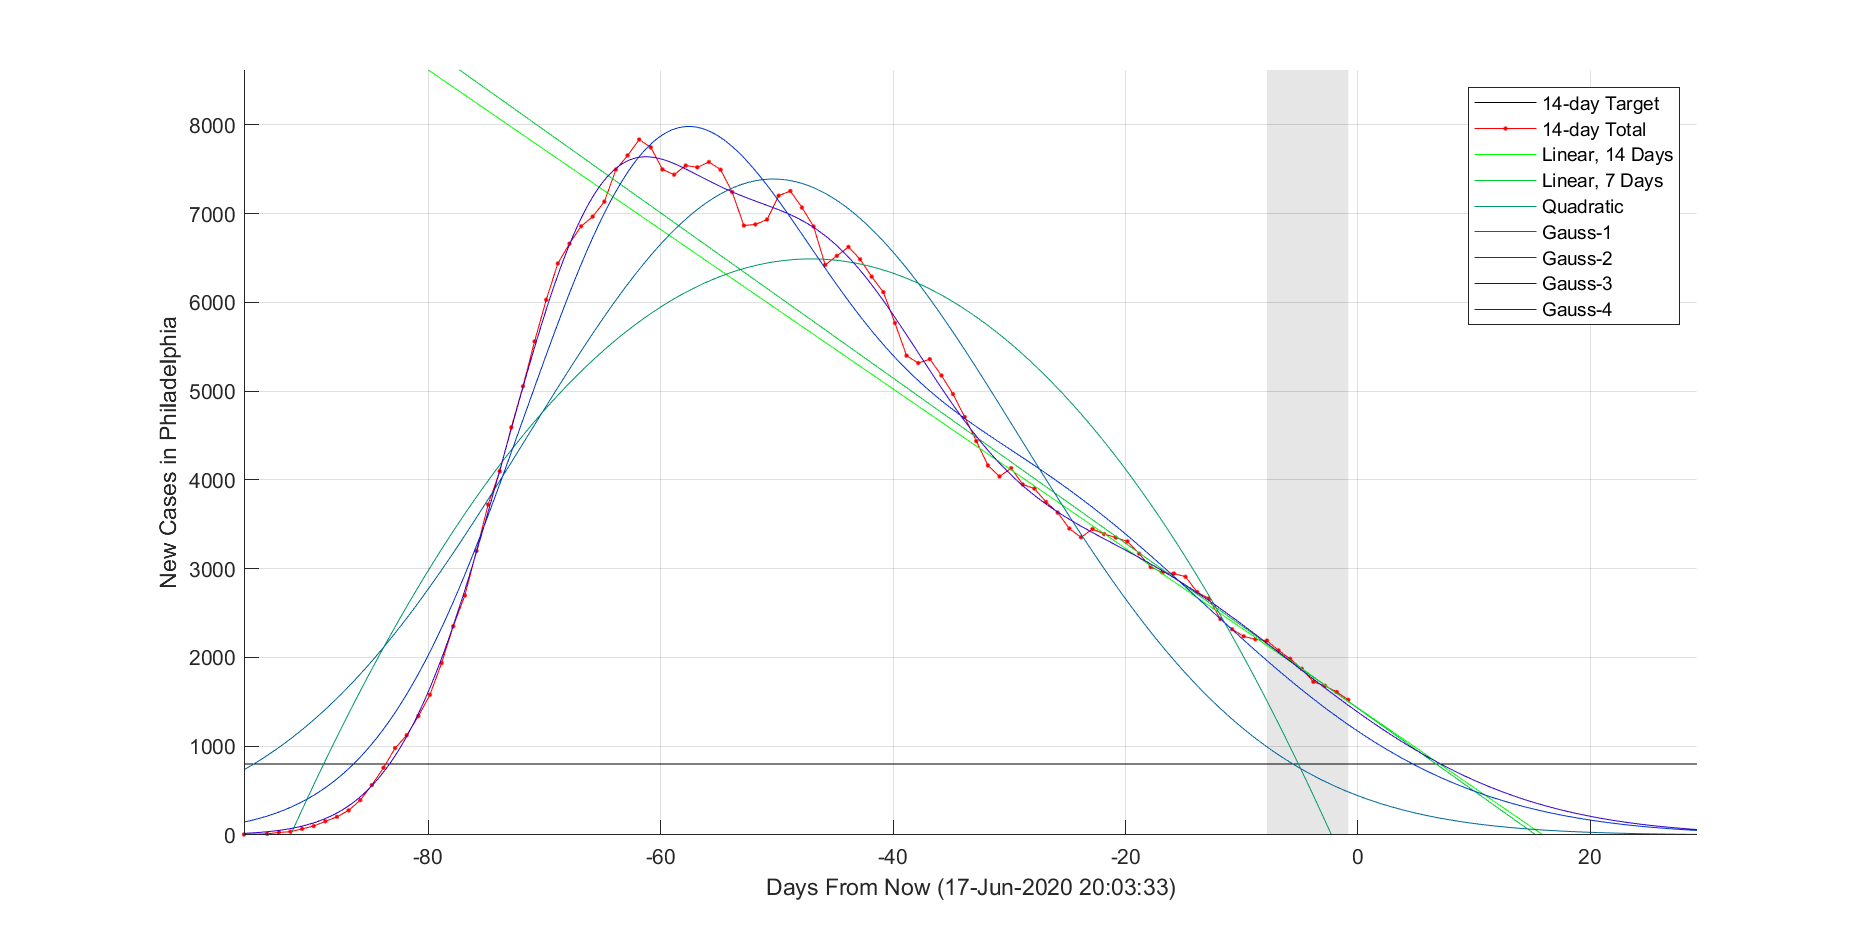 8000
7000
6000
5000
4000
3000
2000
1000
0
New Cases in Philadelphia
-80
-60
-40
-20
0
20
Days From Now (17-Jun-2020 20:03:33)
14-day Target
14-day Total
Linear, 14 Days
Linear, 7 Days
Quadratic
Gauss-1
Gauss-2
Gauss-3
Gauss-4